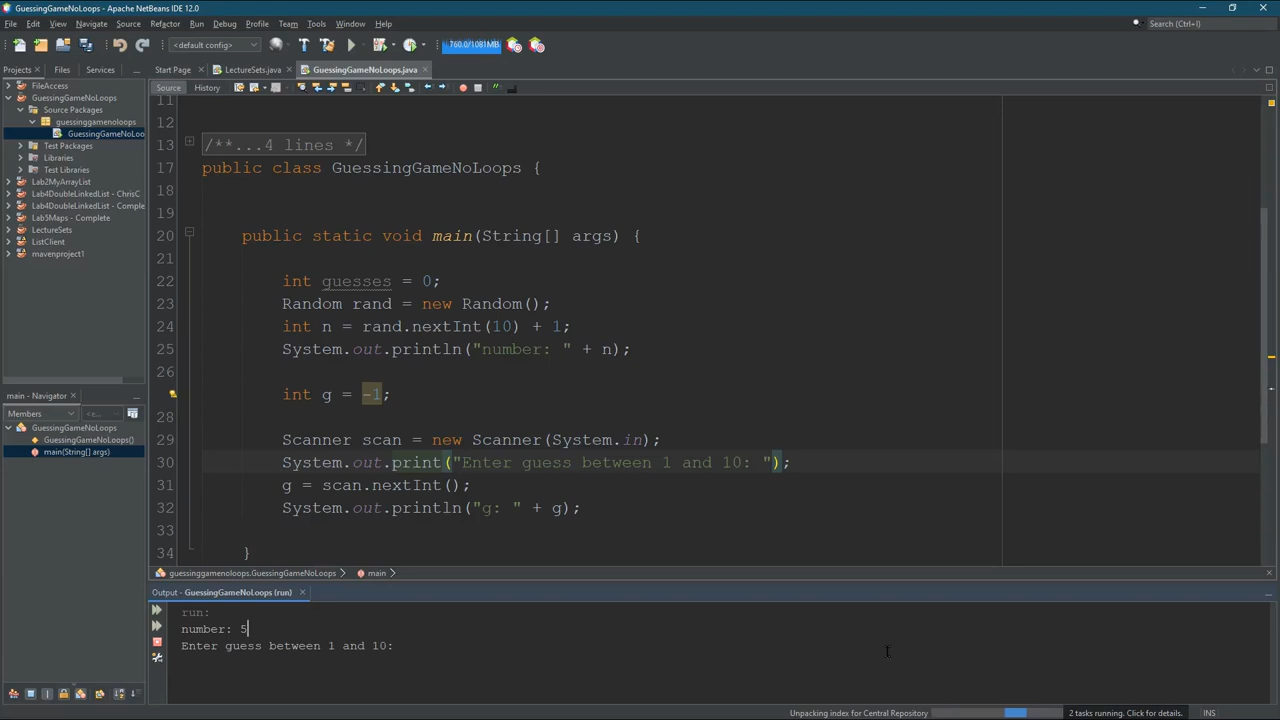 GuessingGameNoLoops - Apache NetBeans IDE 12.0
File Edit View Navigate Source Refactor Run Debug Profile Team Tools Window Help
Search (Ctrl+I)
<default config>
760.0/1081MB
Projects Files Services
Start Page LectureSets.java GuessingGameNoLoops.java
Source History
FileAccess
GuessingGameNoLoops
Source Packages
guessinggamenoloops
GuessingGameNoLoo
Test Packages
Libraries
Test Libraries
Lab2MyArrayList
Lab4DoubleLinkedList - ChrisC
Lab4DoubleLinkedList - Comple
Lab5Maps - Complete
LectureSets
ListClient
mavenproject1
main - Navigator
Members <e...
GuessingGameNoLoops
GuessingGameNoLoops()
main(String[] args)
11
12
13 /**...4 lines */
17 public class GuessingGameNoLoops {
18
19
20 public static void main(String[] args) {
21
22 int guesses = 0;
23 Random rand = new Random();
24 int n = rand.nextInt(10) + 1;
25 System.out.println("number: " + n);
26
int g = -1;
28
29 Scanner scan = new Scanner(System.in);
30 System.out.print("Enter guess between 1 and 10: ");
31 g = scan.nextInt();
32 System.out.println("g: " + g);
33
34 }
guessinggamenoloops.GuessingGameNoLoops main
Output - GuessingGameNoLoops (run)
run:
number: 5
Enter guess between 1 and 10:
Unpacking index for Central Repository
2 tasks running. Click for details.
INS